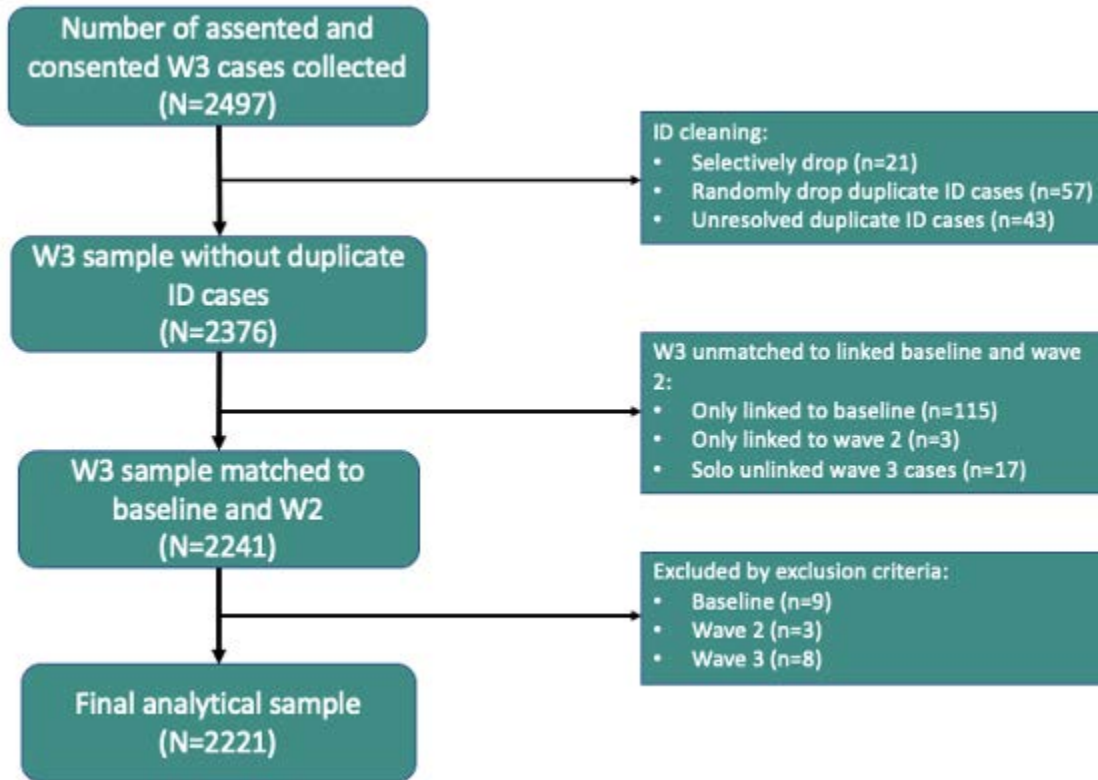 Number of assented and
consented W3 cases collected
(N=2497)
ID cleaning:
• Selectively drop (n=21)
• Randomly drop duplicate ID cases (n=57)
• Unresolved duplicate ID cases (n=43)
W3 sample without duplicate
ID cases
(N=2376)
W3 unmatched to linked baseline and wave
2:
• Only linked to baseline (n=115)
• Only linked to wave 2 (n=3)
• Solo unlinked wave 3 cases (n=17)
W3 sample matched to
baseline and W2
(N=2241)
Excluded by exclusion criteria:
• Baseline (n=9)
• Wave 2 (n=3)
• Wave 3 (n=8)
Final analytical sample
(N=2221)